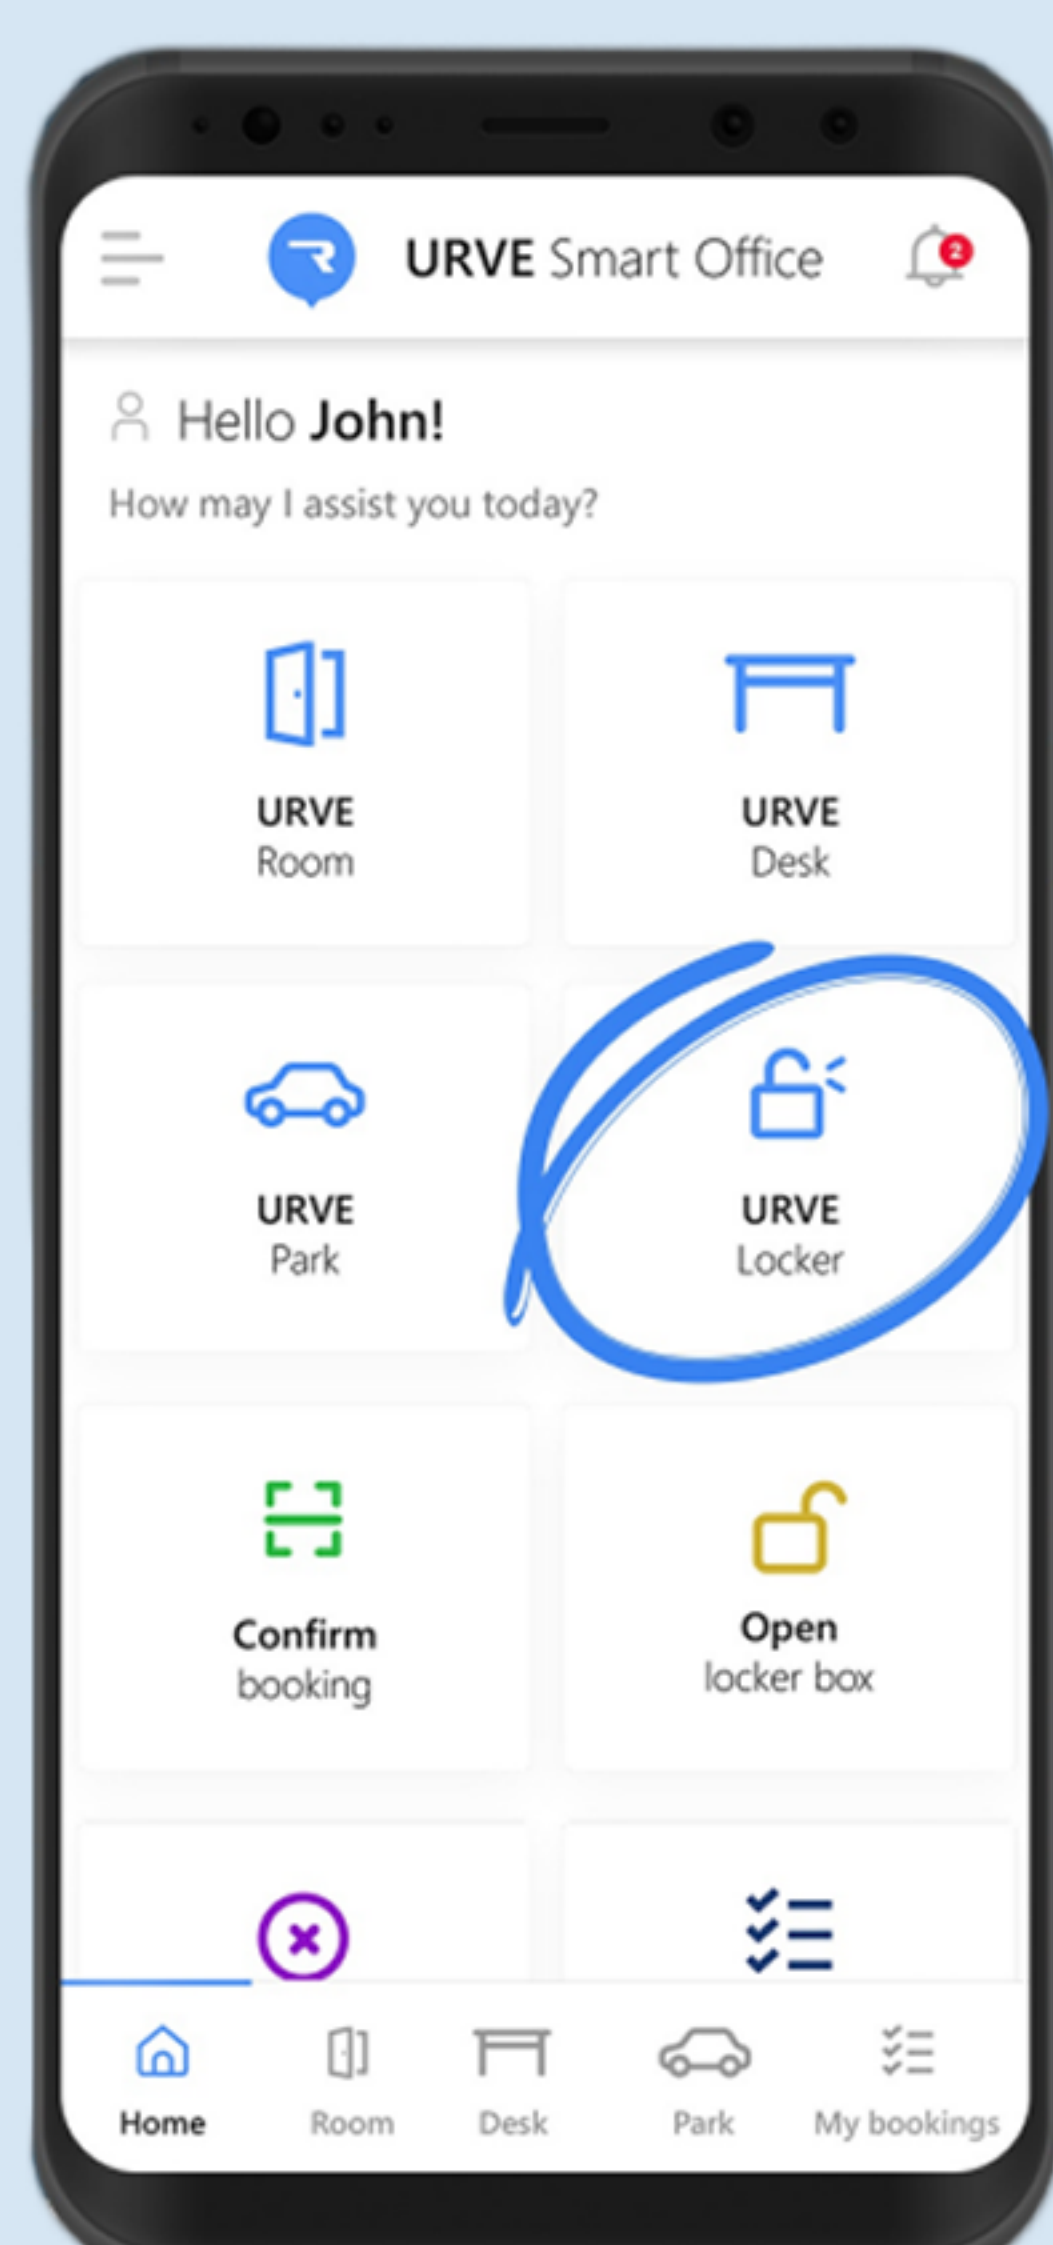 URVE Smart Office
2
Hello John!
How may I assist you today?
URVE
Room
URVE
Desk
URVE
Park
URVE
Locker
Confirm
booking
Open
locker box
Home
Room
Desk
Park
My bookings